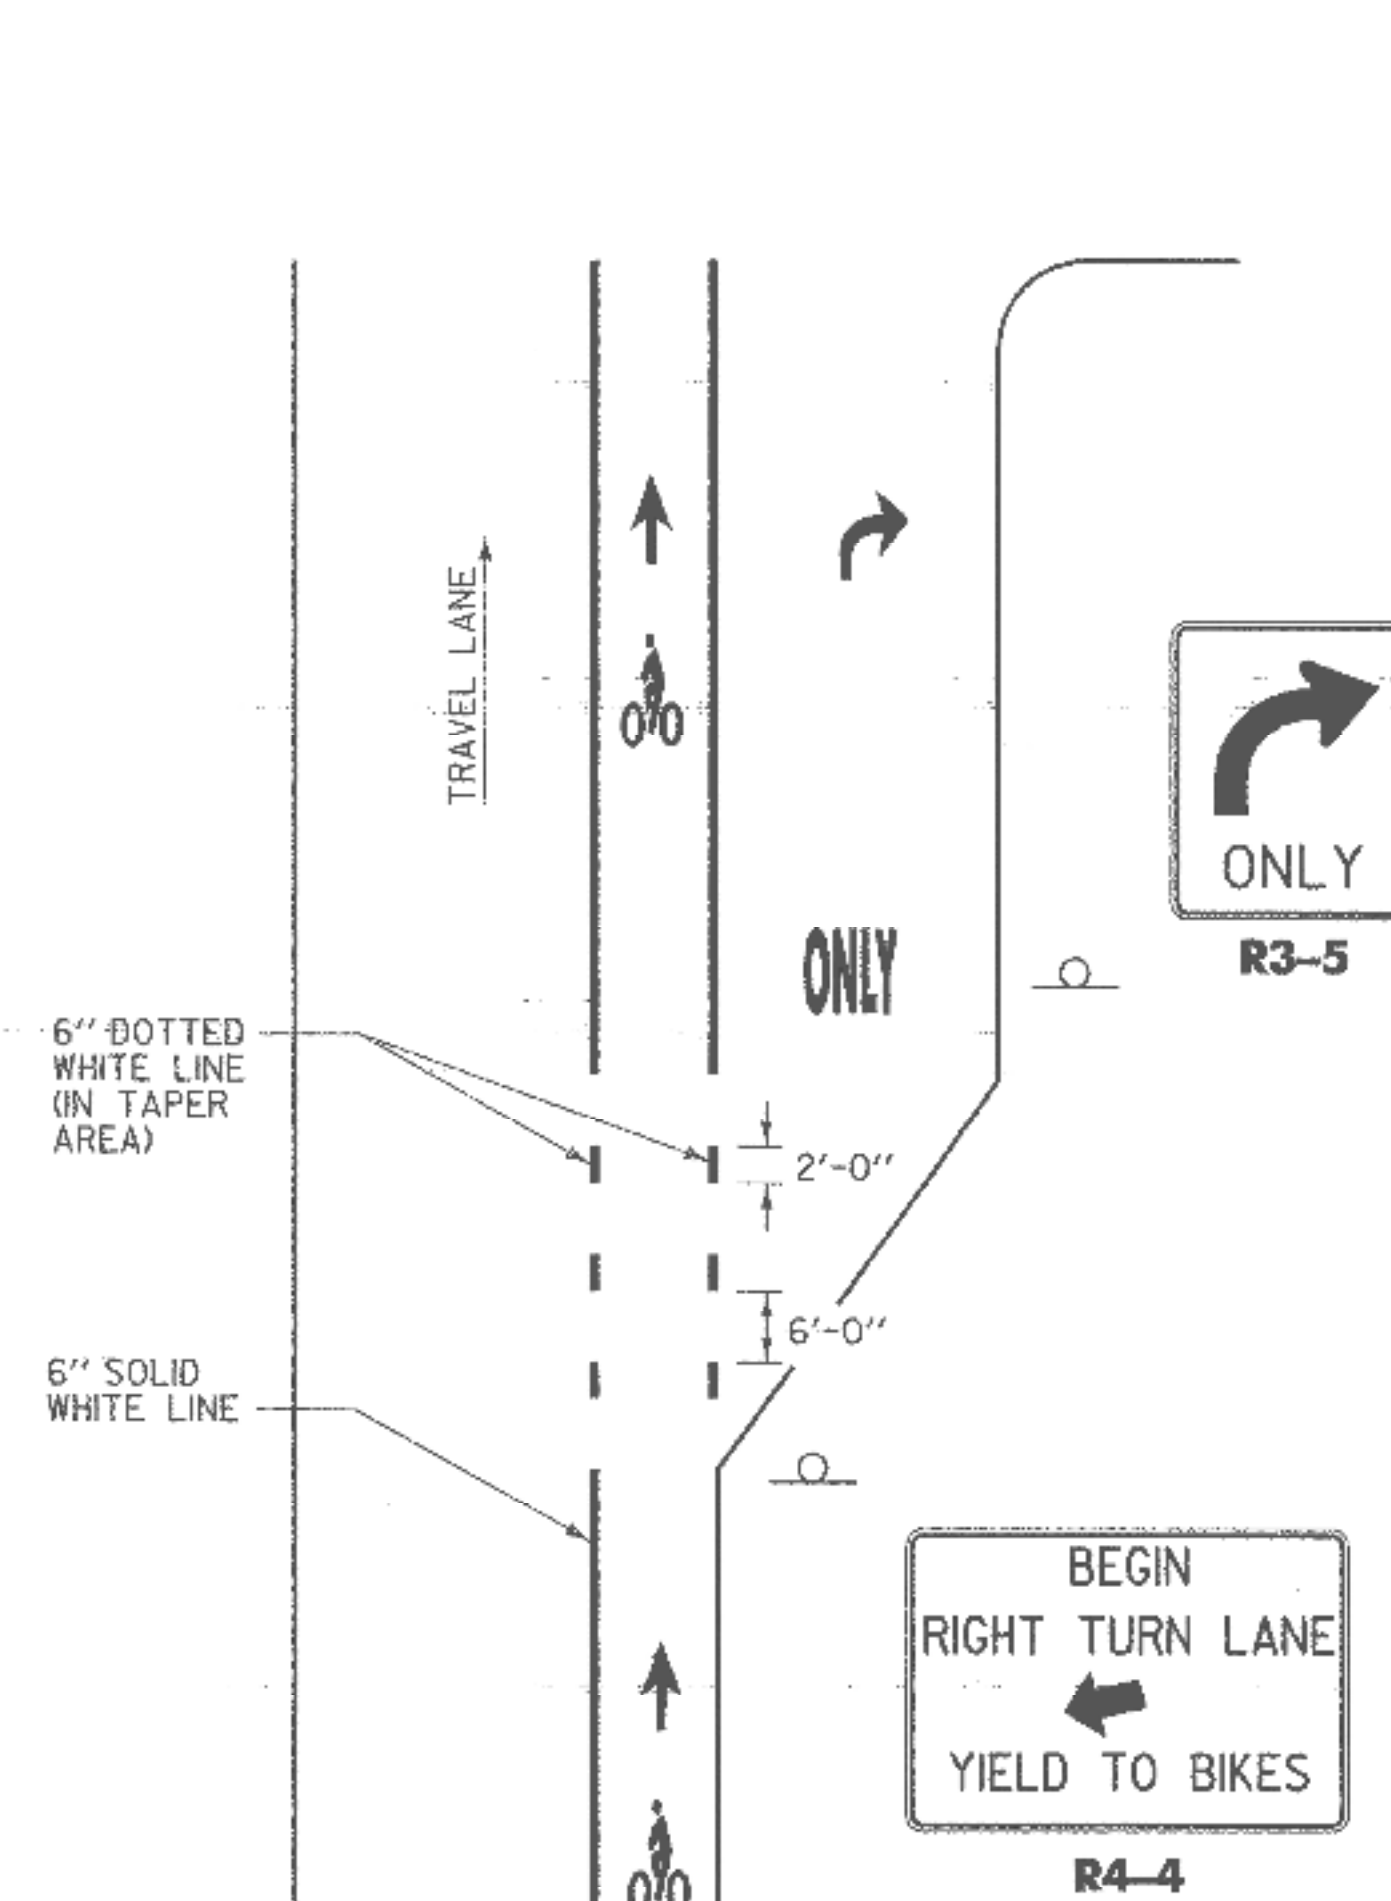 TRAVEL LANE
ONLY
R3-5
ONLY
6" DOTTED
WHITE LINE
(IN TAPER
AREA)
2'-0"
6'-0"
6" SOLID
WHITE LINE
BEGIN
RIGHT TURN LANE
YIELD TO BIKES
R4-4